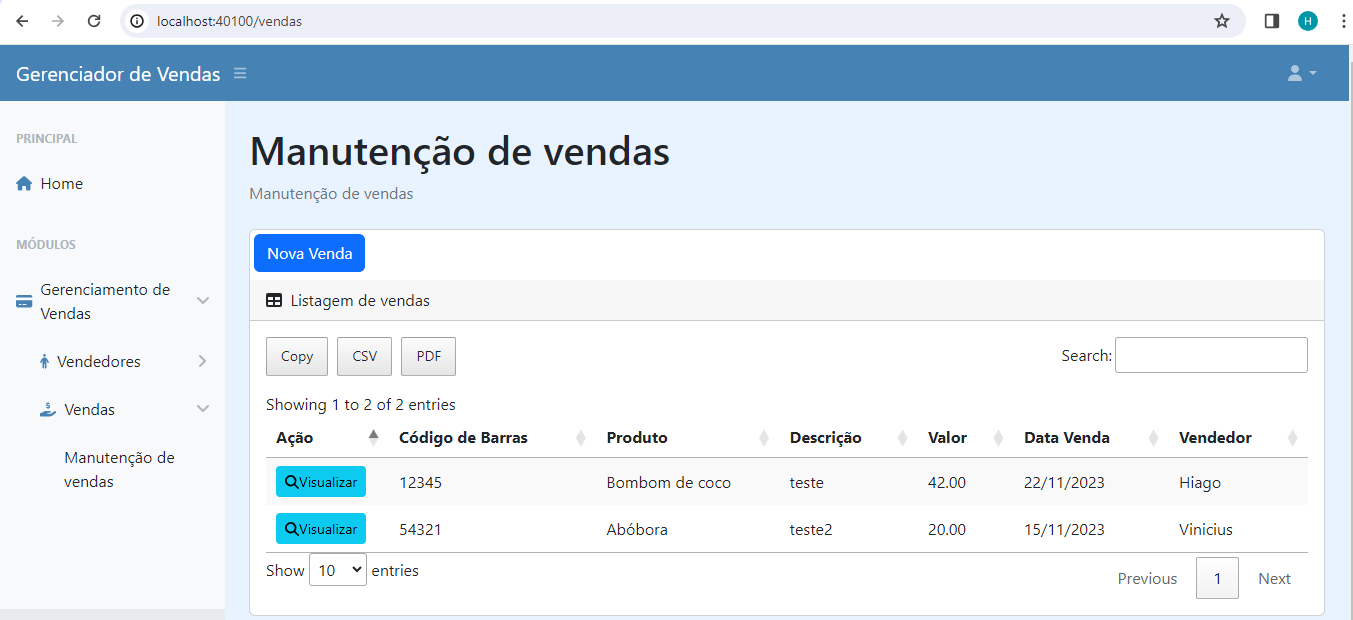 localhost:40100/vendas
H
Gerenciador de Vendas
PRINCIPAL
Home
MÓDULOS
Gerenciamento de
Vendas
Vendedores
Vendas
Manutenção de
vendas
Manutenção de vendas
Manutenção de vendas
Nova Venda
Listagem de vendas
Copy CSV PDF Search:
Showing 1 to 2 of 2 entries
Ação Código de Barras Produto Descrição Valor Data Venda Vendedor
Visualizar 12345 Bombom de coco teste 42.00 22/11/2023 Hiago
Visualizar 54321 Abóbora teste2 20.00 15/11/2023 Vinicius
Show 10 entries
Previous 1 Next